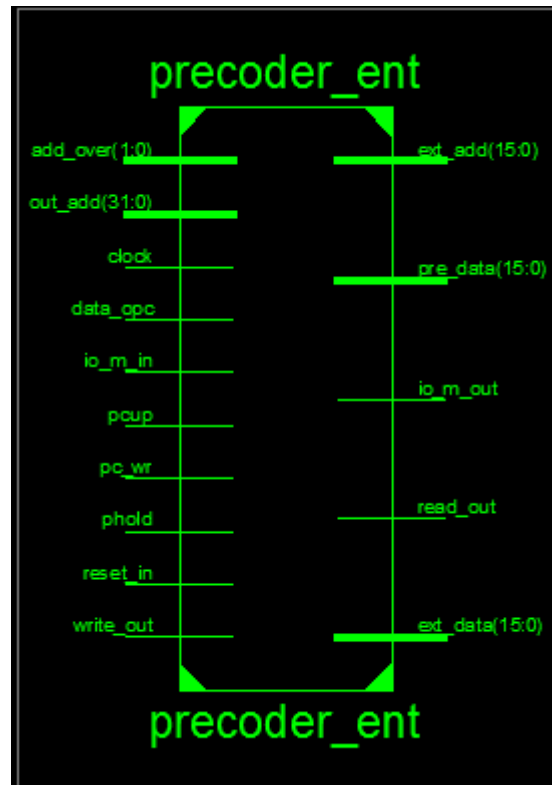 precoder_ent
add_over(1:0)
ext_add(15:0)
out_add(31:0)
clock
pre_data(15:0)
data_opc
io_m_in
io_m_out
pcup
pc_wr
phold
read_out
reset_in
write_out
ext_data(15:0)
precoder_ent